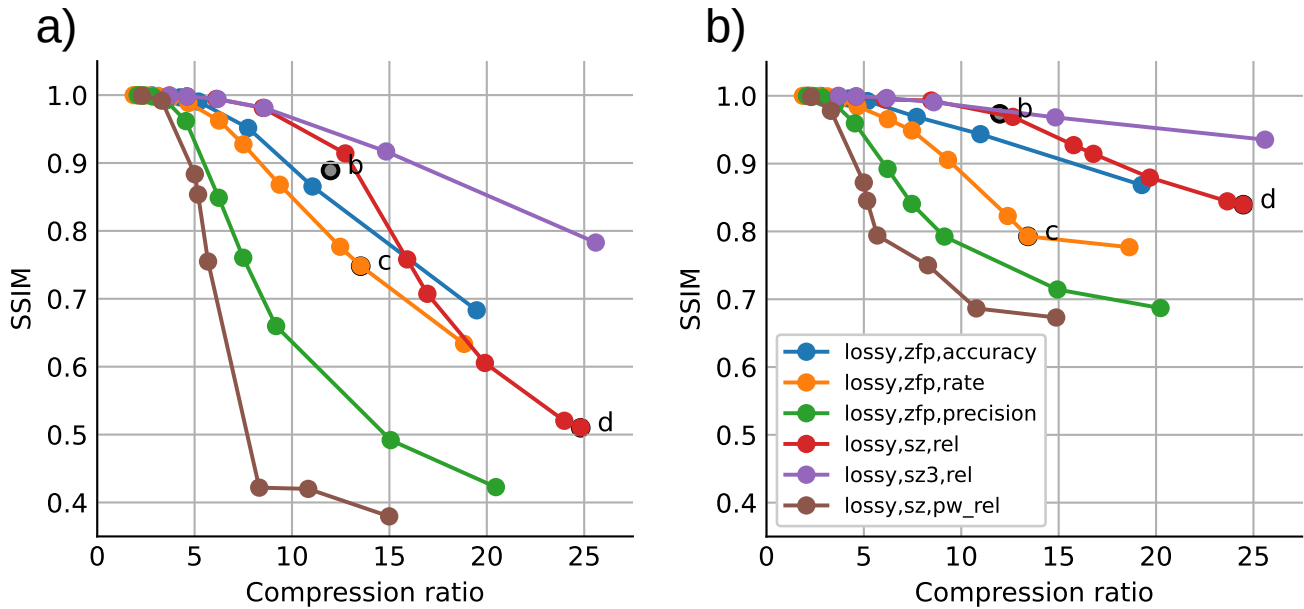 a)
1.0
0.9
0.8
0.7
0.6
0.5
0.4
SSIM
0 5 10 15 20 25
Compression ratio
b
c
d
b)
1.0
0.9
0.8
0.7
0.6
0.5
0.4
SSIM
0 5 10 15 20 25
Compression ratio
b
d
c
lossy,zfp,accuracy
lossy,zfp,rate
lossy,zfp,precision
lossy,sz,rel
lossy,sz3,rel
lossy,sz,pw_rel